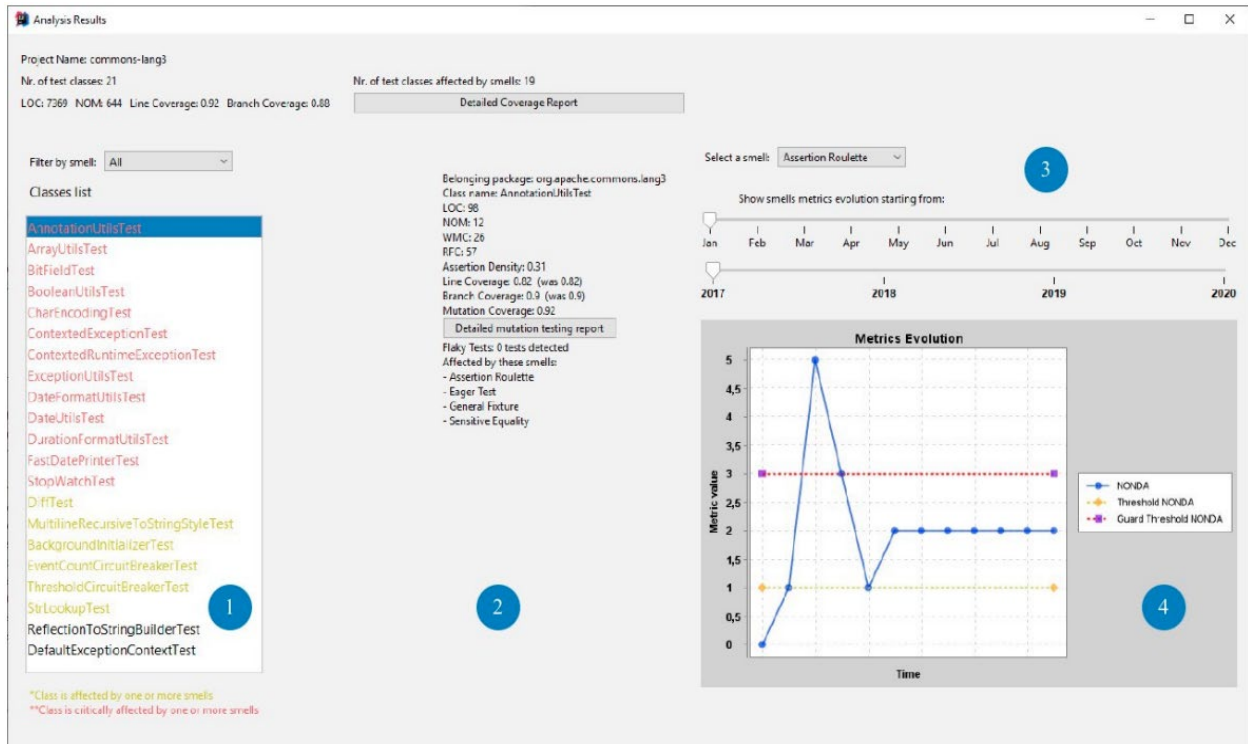 Analysis Results
Project Name: commons-lang3
Nr. of test classes: 21
Nr. of test classes affected by smells: 19
LOC: 7369 NOM: 644 Line Coverage: 0.92 Branch Coverage: 0.88
Detailed Coverage Report
Filter by smell: All
Classes list
AnnotationUtilsTest
ArrayUtilsTest
BitFieldTest
BooleanUtilsTest
CharEncodingTest
ContextedExceptionTest
ContextedRuntimeExceptionTest
ExceptionUtilsTest
DateFormatUtilsTest
DateUtilsTest
DurationFormatUtilsTest
FastDatePrinterTest
StopWatchTest
DiffTest
MultilineRecursiveToStringStyleTest
BackgroundInitializerTest
EventCountCircuitBreakerTest
ThresholdCircuitBreakerTest
StrLookupTest
ReflectionToStringBuilderTest
DefaultExceptionContextTest
1
*Class is affected by one or more smells
**Class is critically affected by one or more smells
Belonging package: org.apache.commons.lang3
Class name: AnnotationUtilsTest
LOC: 98
NOM: 12
WMC: 26
RFC: 57
Assertion Density: 0.31
Line Coverage: 0.82 (was 0.82)
Branch Coverage: 0.9 (was 0.9)
Mutation Coverage: 0.92
Detailed mutation testing report
Flaky Tests: 0 tests detected
Affected by these smells:
- Assertion Roulette
- Eager Test
- General Fixture
- Sensitive Equality
2
Select a smell: Assertion Roulette
3
Show smells metrics evolution starting from:
Jan Feb Mar Apr May Jun Jul Aug Sep Oct Nov Dec
2017 2018 2019 2020
Metrics Evolution
5
4,5
4
3,5
3
2,5
2
1,5
1
0,5
0
Metric value
Time
NONDA
Threshold NONDA
Guard Threshold NONDA
4